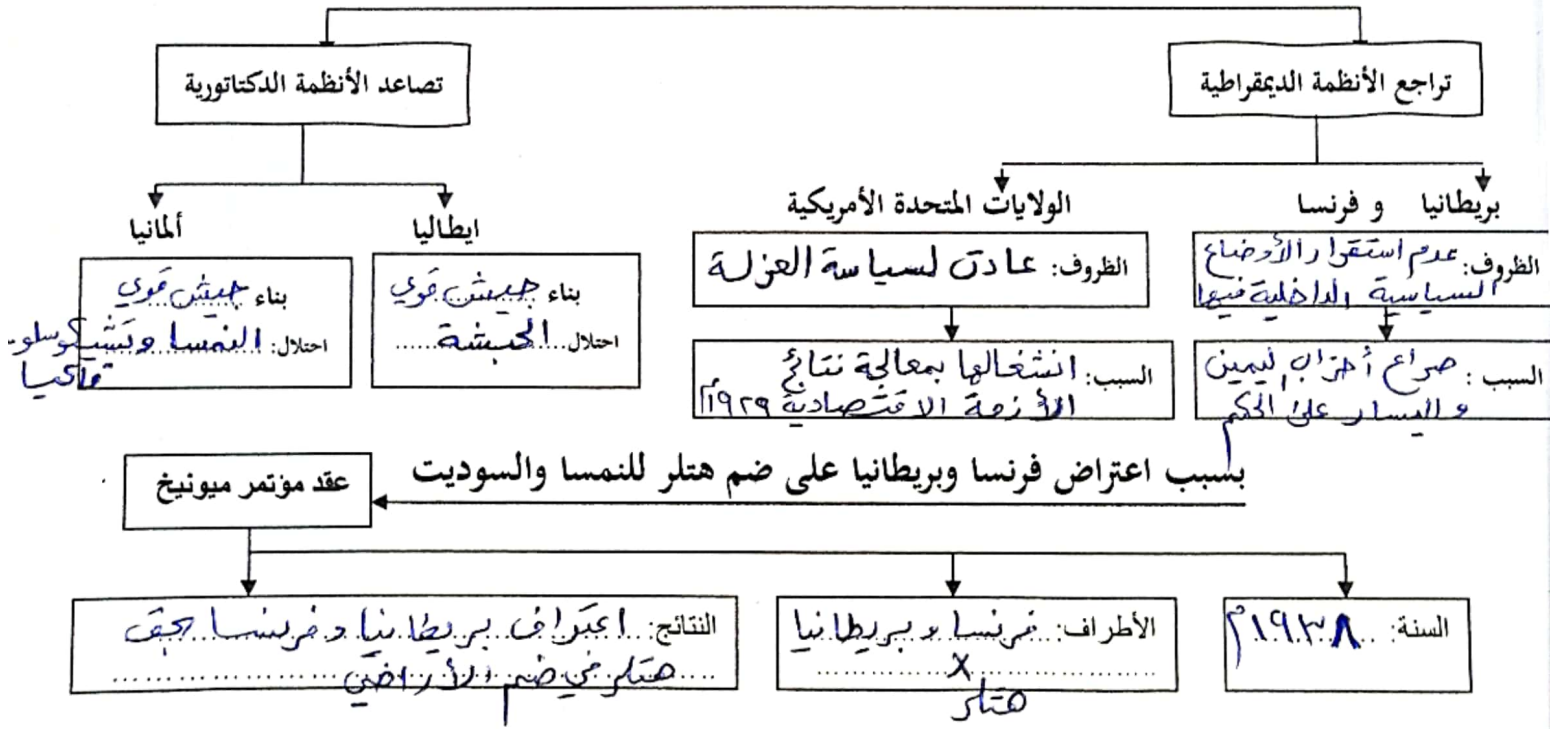 تراجع الأنظمة الديمقراطية
تصاعد الأنظمة الدكتاتورية
بريطانيا و فرنسا
الظروف: عدم استقرار الأوضاع
السياسية الداخلية فيها
السبب: صراع أحزاب اليمين
و اليسار على الحكم
الولايات المتحدة الأمريكية
الظروف: عادت لسياسة العزلة
السبب: انشغالها بمعالجة نتائج
الأزمة الاقتصادية ١٩٢٩م
ايطاليا
بناء جيش قوي
احتلال الحبشة
ألمانيا
بناء جيش قوي
احتلال: النمسا وتشيكوسلو
فاكيا
بسبب اعتراض فرنسا وبريطانيا على ضم هتلر للنمسا والسوديت
عقد مؤتمر ميونيخ
السنة: ١٩٣٨م
الأطراف: فرنسا و بريطانيا
x
هتلر
النتائج: اعتراف بريطانيا و فرنسا بحق
هتلر في ضم الأراضي